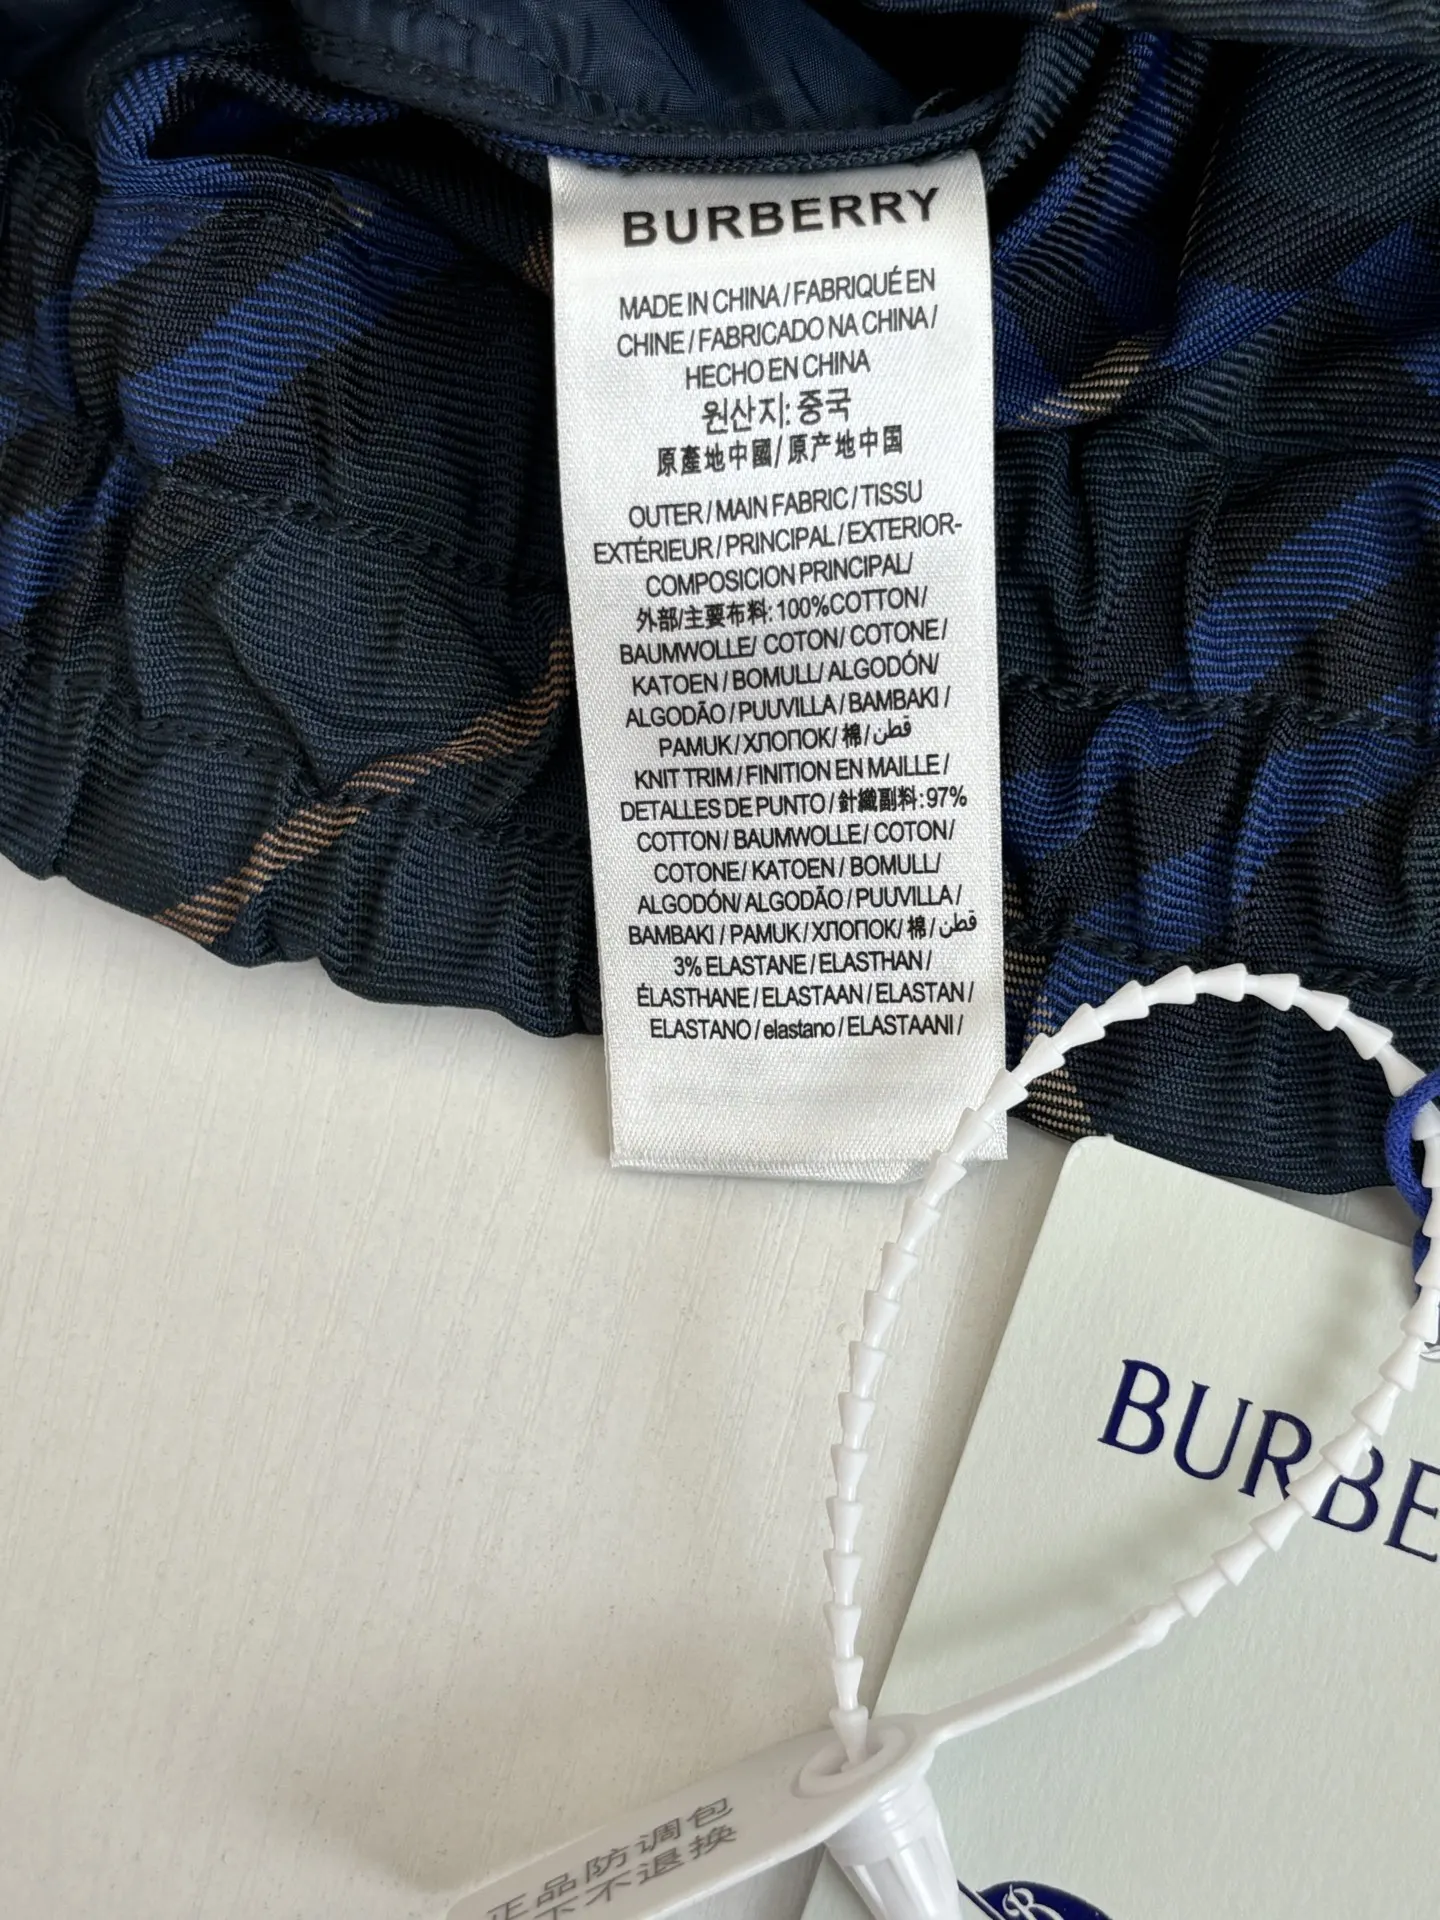 BURBERRY
MADE IN CHINA / FABRIQUÉ EN
CHINE / FABRICADO NA CHINA /
HECHO EN CHINA
원산지: 중국
原產地中國/ 原产地中国
OUTER / MAIN FABRIC / TISSU
EXTÉRIEUR / PRINCIPAL / EXTERIOR-
COMPOSICION PRINCIPAL/
外部/主要布料: 100%COTTON /
BAUMWOLLE/ COTON/ COTONE /
KATOEN / BOMULL/ ALGODÓN/
ALGODÃO / PUUVILLA / BAMBAKI /
PAMUK / ХЛОПОК/ 棉 / قطن
KNIT TRIM / FINITION EN MAILLE /
DETALLES DE PUNTO / 針織副料: 97%
COTTON / BAUMWOLLE / COTON/
COTONE/ KATOEN / BOMULL/
ALGODÓN/ ALGODÃO / PUUVILLA /
BAMBAKI / PAMUK / ХЛОПОК/ 棉 / قطن
3% ELASTANE / ELASTHAN /
ÉLASTHANE / ELASTAAN / ELASTAN /
ELASTANO / elastano / ELASTAANI /
BURBE
正品防调包
下不退换
B